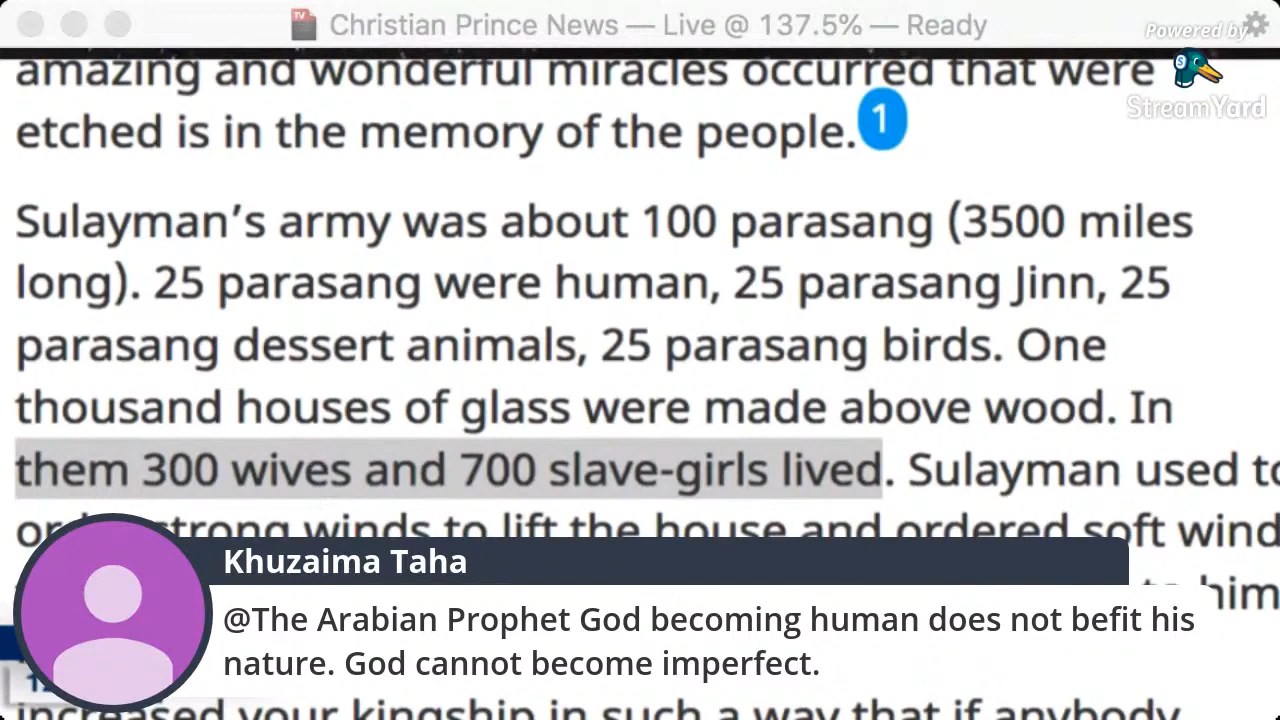 Christian Prince News — Live @ 137.5% — Ready
Powered by
StreamYard
amazing and wonderful miracles occurred that were
etched is in the memory of the people.
1
Sulayman’s army was about 100 parasang (3500 miles
long). 25 parasang were human, 25 parasang Jinn, 25
parasang dessert animals, 25 parasang birds. One
thousand houses of glass were made above wood. In
them 300 wives and 700 slave-girls lived. Sulayman used to
strong winds to lift the house and ordered soft wind
to him
Khuzaima Taha
@The Arabian Prophet God becoming human does not befit his
nature. God cannot become imperfect.
increased your kingship in such a way that if anybody